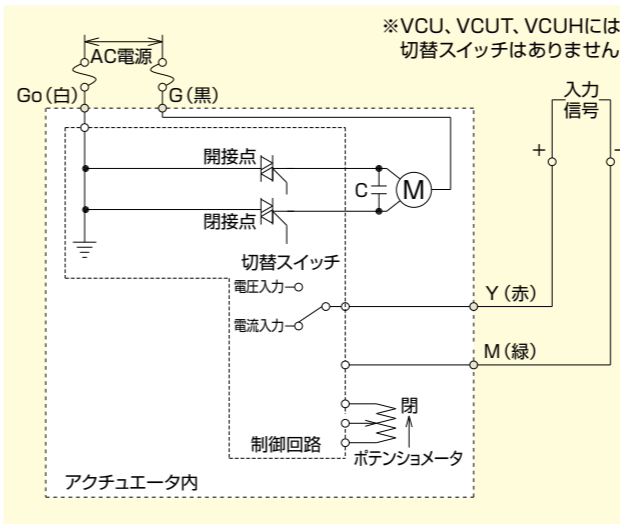 ※VCU、VCUT、VCUHには
切替スイッチはありません
AC電源
Go(白)
G(黒)
入力
信号
+
−
開接点
C
M
閉接点
切替スイッチ
電圧入力
Y(赤)
電流入力
M(緑)
閉
制御回路
ポテンショメータ
アクチュエータ内